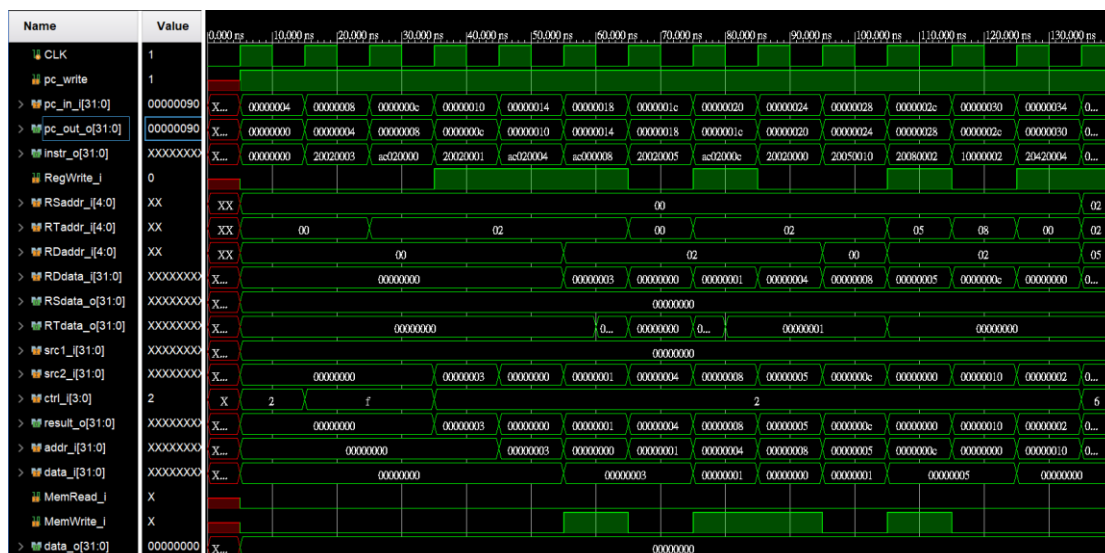 Name Value 0.000 ns 10.000 ns 20.000 ns 30.000 ns 40.000 ns 50.000 ns 60.000 ns 70.000 ns 80.000 ns 90.000 ns 100.000 ns 110.000 ns 120.000 ns 130.000 ns
CLK 1
pc_write 1
pc_in_i[31:0] 00000090 X... 00000004 00000008 0000000c 00000010 00000014 00000018 0000001c 00000020 00000024 00000028 0000002c 00000030 00000034 0...
pc_out_o[31:0] 00000090 X... 00000000 00000004 00000008 0000000c 00000010 00000014 00000018 0000001c 00000020 00000024 00000028 0000002c 00000030 0...
instr_o[31:0] XXXXXXXX X... 00000000 20020003 ac020000 20020001 ac020004 ac000008 20020005 ac02000c 20020000 20050010 20080002 10000002 20420004 0...
RegWrite_i 0
RSaddr_i[4:0] XX XX 00 02
RTaddr_i[4:0] XX XX 00 02 00 02 05 08 00 02
RDaddr_i[4:0] XX XX 00 02 00 02 05
RDdata_i[31:0] XXXXXXXX X... 00000000 00000003 00000000 00000001 00000004 00000008 00000005 0000000c 00000000 0...
RSdata_o[31:0] XXXXXXXX X... 00000000
RTdata_o[31:0] XXXXXXXX X... 00000000 0... 00000000 0... 00000001 00000000
src1_i[31:0] XXXXXXXX X... 00000000
src2_i[31:0] XXXXXXXX X... 00000000 00000003 00000000 00000001 00000004 00000008 00000005 0000000c 00000000 00000010 00000002 0...
ctrl_i[3:0] 2 X 2 f 2 6
result_o[31:0] XXXXXXXX X... 00000000 00000003 00000000 00000001 00000004 00000008 00000005 0000000c 00000000 00000010 00000002 0...
addr_i[31:0] XXXXXXXX X... 00000000 00000003 00000000 00000001 00000004 00000008 00000005 0000000c 00000000 00000010 0...
data_i[31:0] XXXXXXXX X... 00000000 00000003 00000001 00000000 00000001 00000005 00000000
MemRead_i X
MemWrite_i X
data_o[31:0] 00000000 X... 00000000